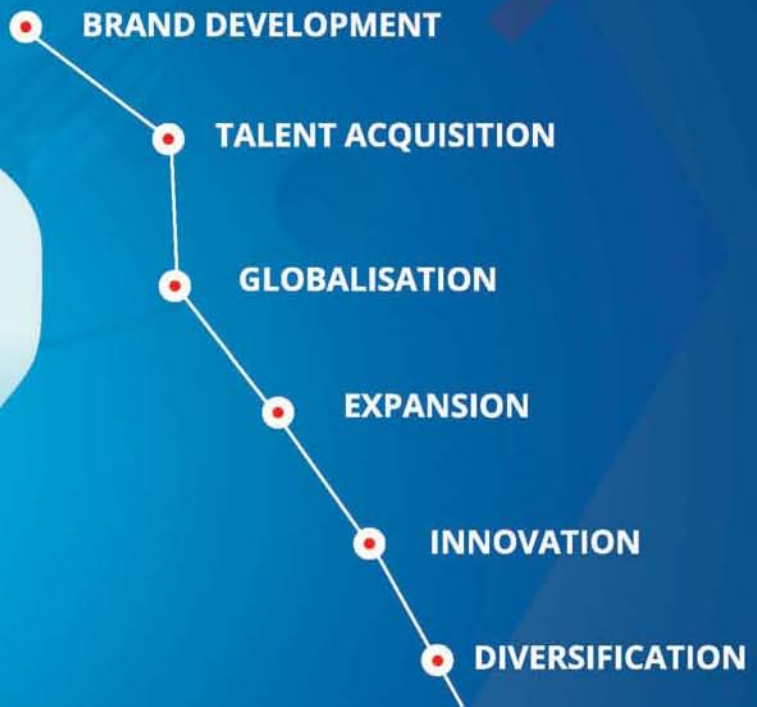 BRAND DEVELOPMENT
TALENT ACQUISITION
GLOBALISATION
EXPANSION
INNOVATION
DIVERSIFICATION